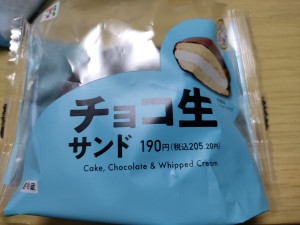 チョコ生
サンド 190円(税込205.20円)
Cake, Chocolate & Whipped Cream